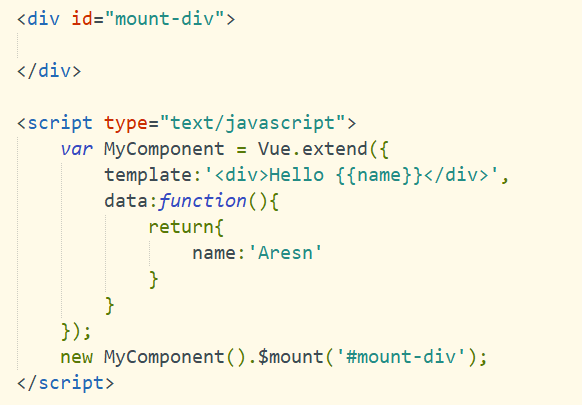 <div id="mount-div">

</div>

<script type="text/javascript">
    var MyComponent = Vue.extend({
        template:'<div>Hello {{name}}</div>',
        data:function(){
            return{
                name:'Aresn'
            }
        }
    });
    new MyComponent().$mount('#mount-div');
</script>